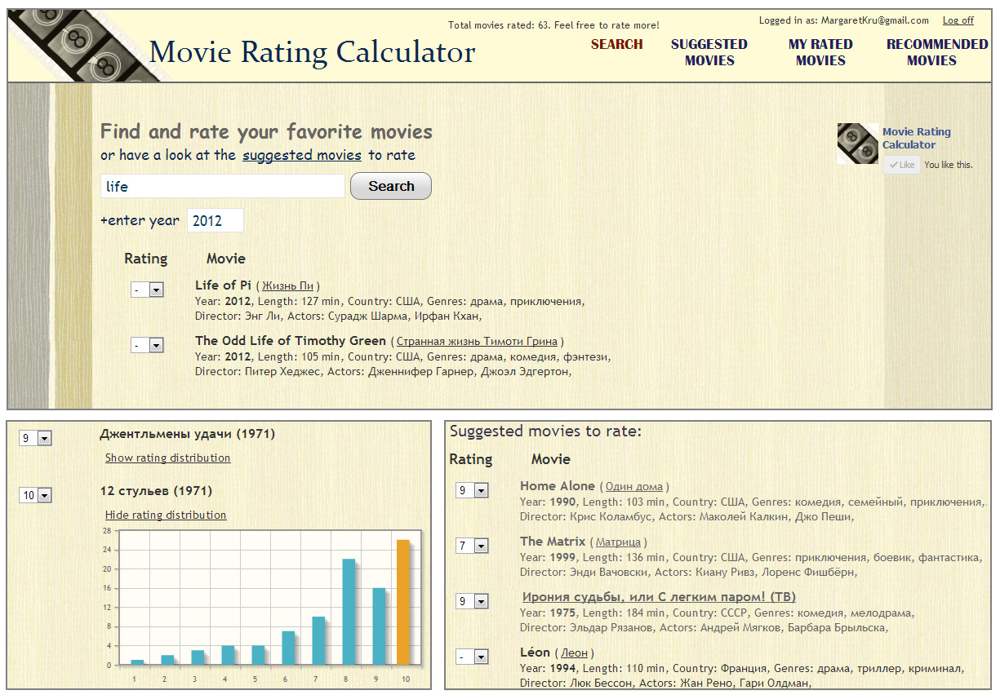 Total movies rated: 63. Feel free to rate more!
Logged in as: MargaretKru@gmail.com Log off
Movie Rating Calculator
SEARCH SUGGESTED MOVIES MY RATED MOVIES RECOMMENDED MOVIES
Find and rate your favorite movies
or have a look at the suggested movies to rate
life Search
+enter year 2012
Movie Rating
Calculator
Like You like this.
Rating Movie
- Life of Pi ( Жизнь Пи )
Year: 2012, Length: 127 min, Country: США, Genres: драма, приключения,
Director: Энг Ли, Actors: Сурадж Шарма, Ирфан Кхан,
- The Odd Life of Timothy Green ( Странная жизнь Тимоти Грина )
Year: 2012, Length: 105 min, Country: США, Genres: драма, комедия, фэнтези,
Director: Питер Хеджес, Actors: Дженнифер Гарнер, Джоэл Эдгертон,
9 Джентльмены удачи (1971)
Show rating distribution
10 12 стульев (1971)
Hide rating distribution
28
24
20
16
12
8
4
0
1 2 3 4 5 6 7 8 9 10
Suggested movies to rate:
Rating Movie
9 Home Alone ( Один дома )
Year: 1990, Length: 103 min, Country: США, Genres: комедия, семейный, приключения,
Director: Крис Коламбус, Actors: Маколей Калкин, Джо Пеши,
7 The Matrix ( Матрица )
Year: 1999, Length: 136 min, Country: США, Genres: приключения, боевик, фантастика,
Director: Энди Вачовски, Actors: Киану Ривз, Лоренс Фишбёрн,
9 Ирония судьбы, или С легким паром! (ТВ)
Year: 1975, Length: 184 min, Country: СССР, Genres: комедия, мелодрама,
Director: Эльдар Рязанов, Actors: Андрей Мягков, Барбара Брыльска,
- Léon ( Леон )
Year: 1994, Length: 110 min, Country: Франция, Genres: драма, триллер, криминал,
Director: Люк Бессон, Actors: Жан Рено, Гари Олдман,